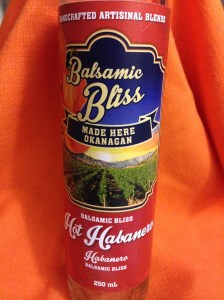 HANDCRAFTED ARTISINAL BLENDS
Balsamic
Bliss
MADE HERE
OKANAGAN
BALSAMIC BLISS
Hot Habanero
Habanero
BALSAMIC BLISS
250 mL